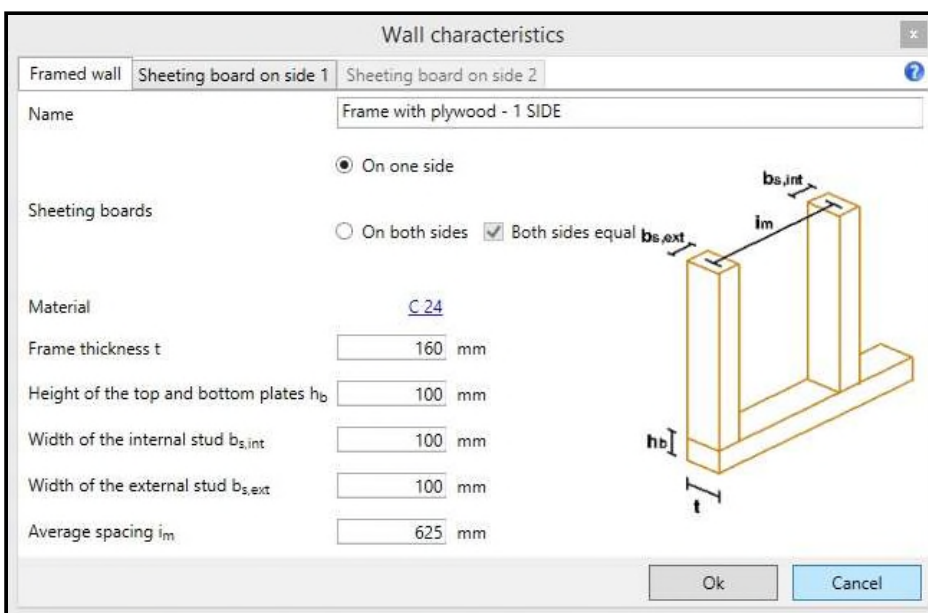 Wall characteristics
x
Framed wall Sheeting board on side 1 Sheeting board on side 2 ?
Name Frame with plywood - 1 SIDE
On one side
Sheeting boards
On both sides Both sides equal
Material C 24
Frame thickness t 160 mm
Height of the top and bottom plates hb 100 mm
Width of the internal stud bs,int 100 mm
Width of the external stud bs,ext 100 mm
Average spacing im 625 mm
bs,int
im
bs,ext
hb
t
Ok Cancel